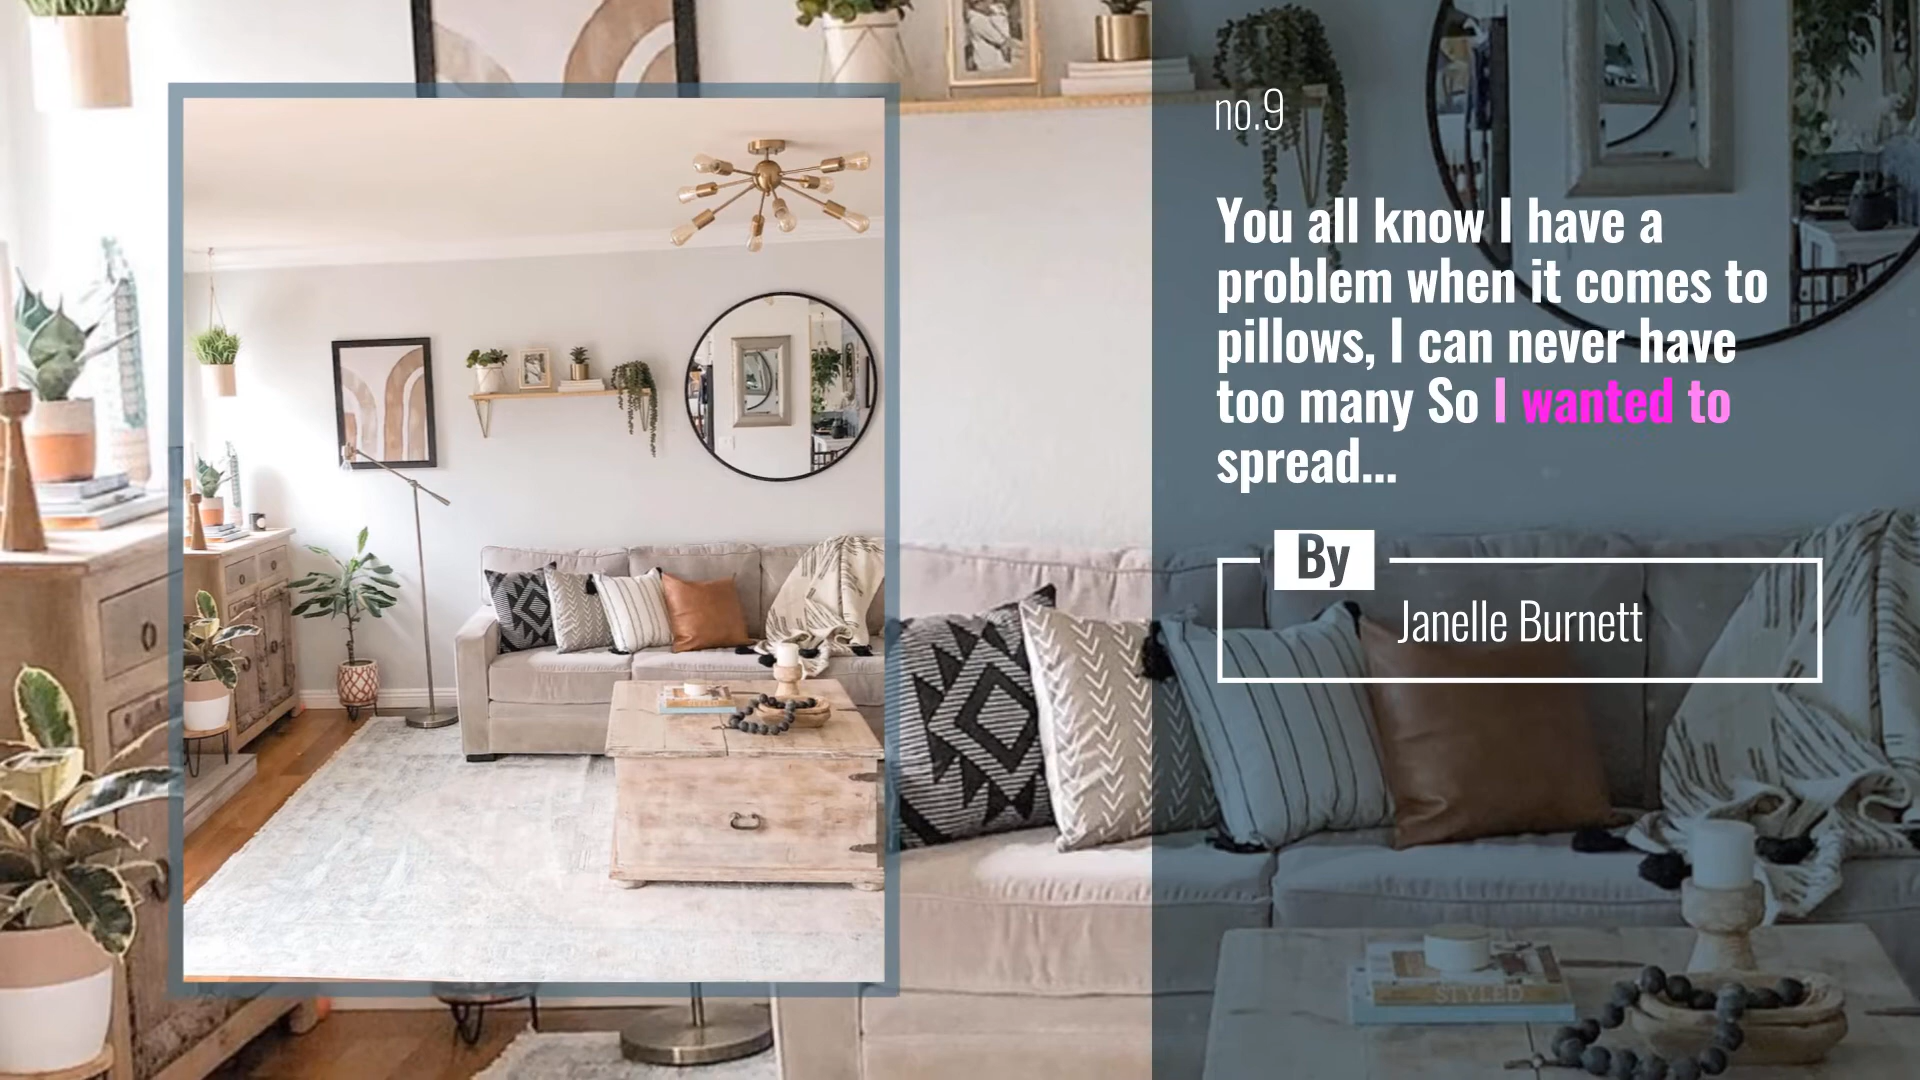 no.9
You all know I have a
problem when it comes to
pillows, I can never have
too many So I wanted to
spread...
By
Janelle Burnett
STYLED